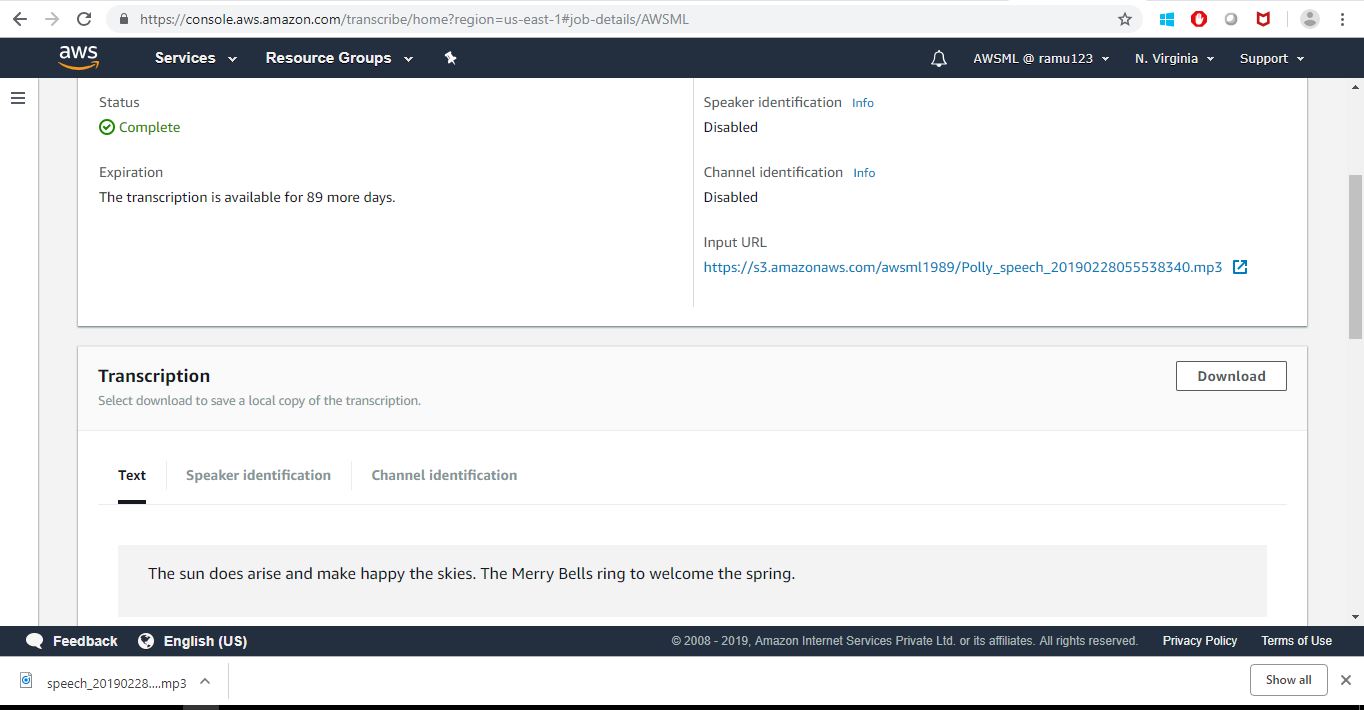 https://console.aws.amazon.com/transcribe/home?region=us-east-1#job-details/AWSML
aws Services Resource Groups AWSML @ ramu123 N. Virginia Support
Status
Complete
Expiration
The transcription is available for 89 more days.
Speaker identification Info
Disabled
Channel identification Info
Disabled
Input URL
https://s3.amazonaws.com/awsml1989/Polly_speech_20190228055538340.mp3
Transcription
Download
Select download to save a local copy of the transcription.
Text Speaker identification Channel identification
The sun does arise and make happy the skies. The Merry Bells ring to welcome the spring.
Feedback English (US) © 2008 - 2019, Amazon Internet Services Private Ltd. or its affiliates. All rights reserved. Privacy Policy Terms of Use
speech_20190228....mp3 Show all